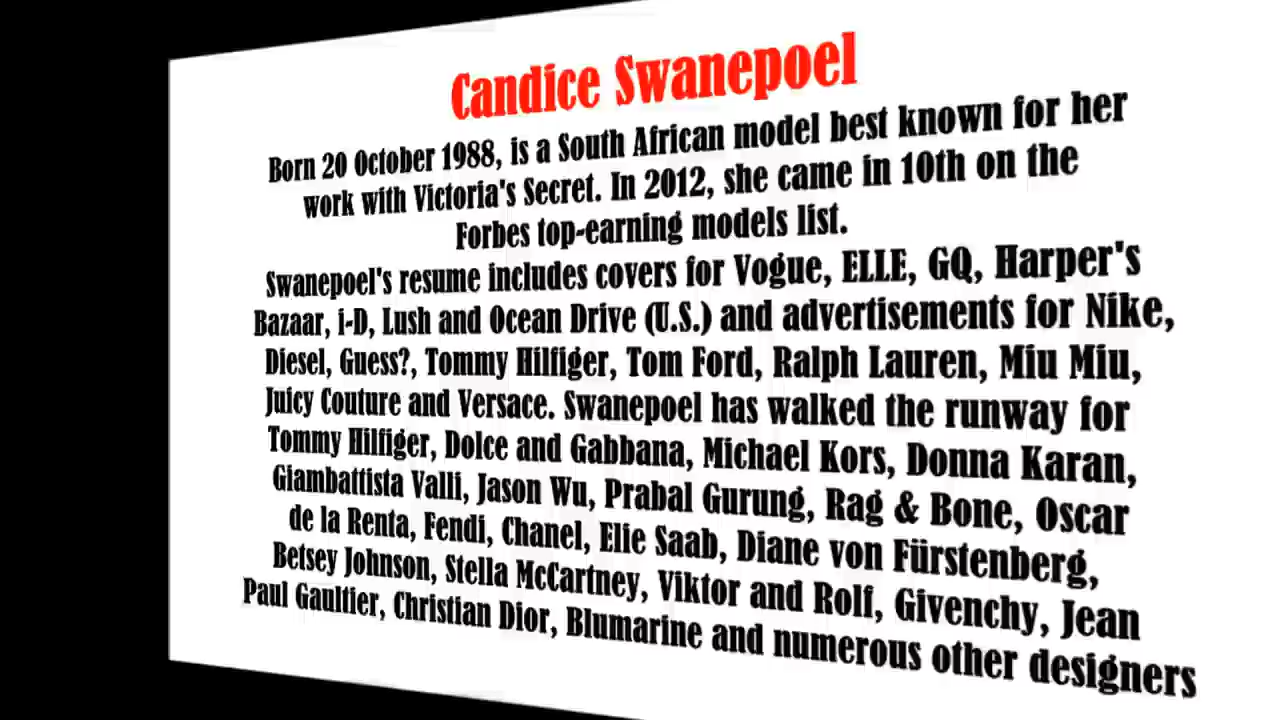 Candice Swanepoel
Born 20 October 1988, is a South African model best known for her
work with Victoria's Secret. In 2012, she came in 10th on the
Forbes top-earning models list.
Swanepoel's resume includes covers for Vogue, ELLE, GQ, Harper's
Bazaar, i-D, Lush and Ocean Drive (U.S.) and advertisements for Nike,
Diesel, Guess?, Tommy Hilfiger, Tom Ford, Ralph Lauren, Miu Miu,
Juicy Couture and Versace. Swanepoel has walked the runway for
Tommy Hilfiger, Dolce and Gabbana, Michael Kors, Donna Karan,
Giambattista Valli, Jason Wu, Prabal Gurung, Rag & Bone, Oscar
de la Renta, Fendi, Chanel, Elie Saab, Diane von Fürstenberg,
Betsey Johnson, Stella McCartney, Viktor and Rolf, Givenchy, Jean
Paul Gaultier, Christian Dior, Blumarine and numerous other designers